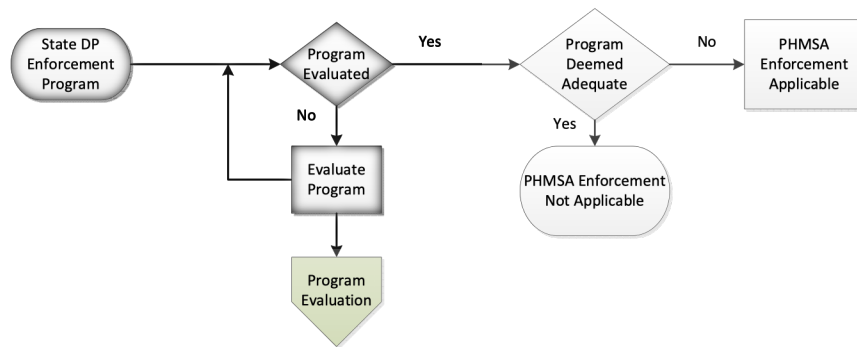 State DP
Enforcement
Program
Program
Evaluated
Yes
Program
Deemed
Adequate
No
PHMSA
Enforcement
Applicable
No
Yes
Evaluate
Program
PHMSA Enforcement
Not Applicable
Program
Evaluation